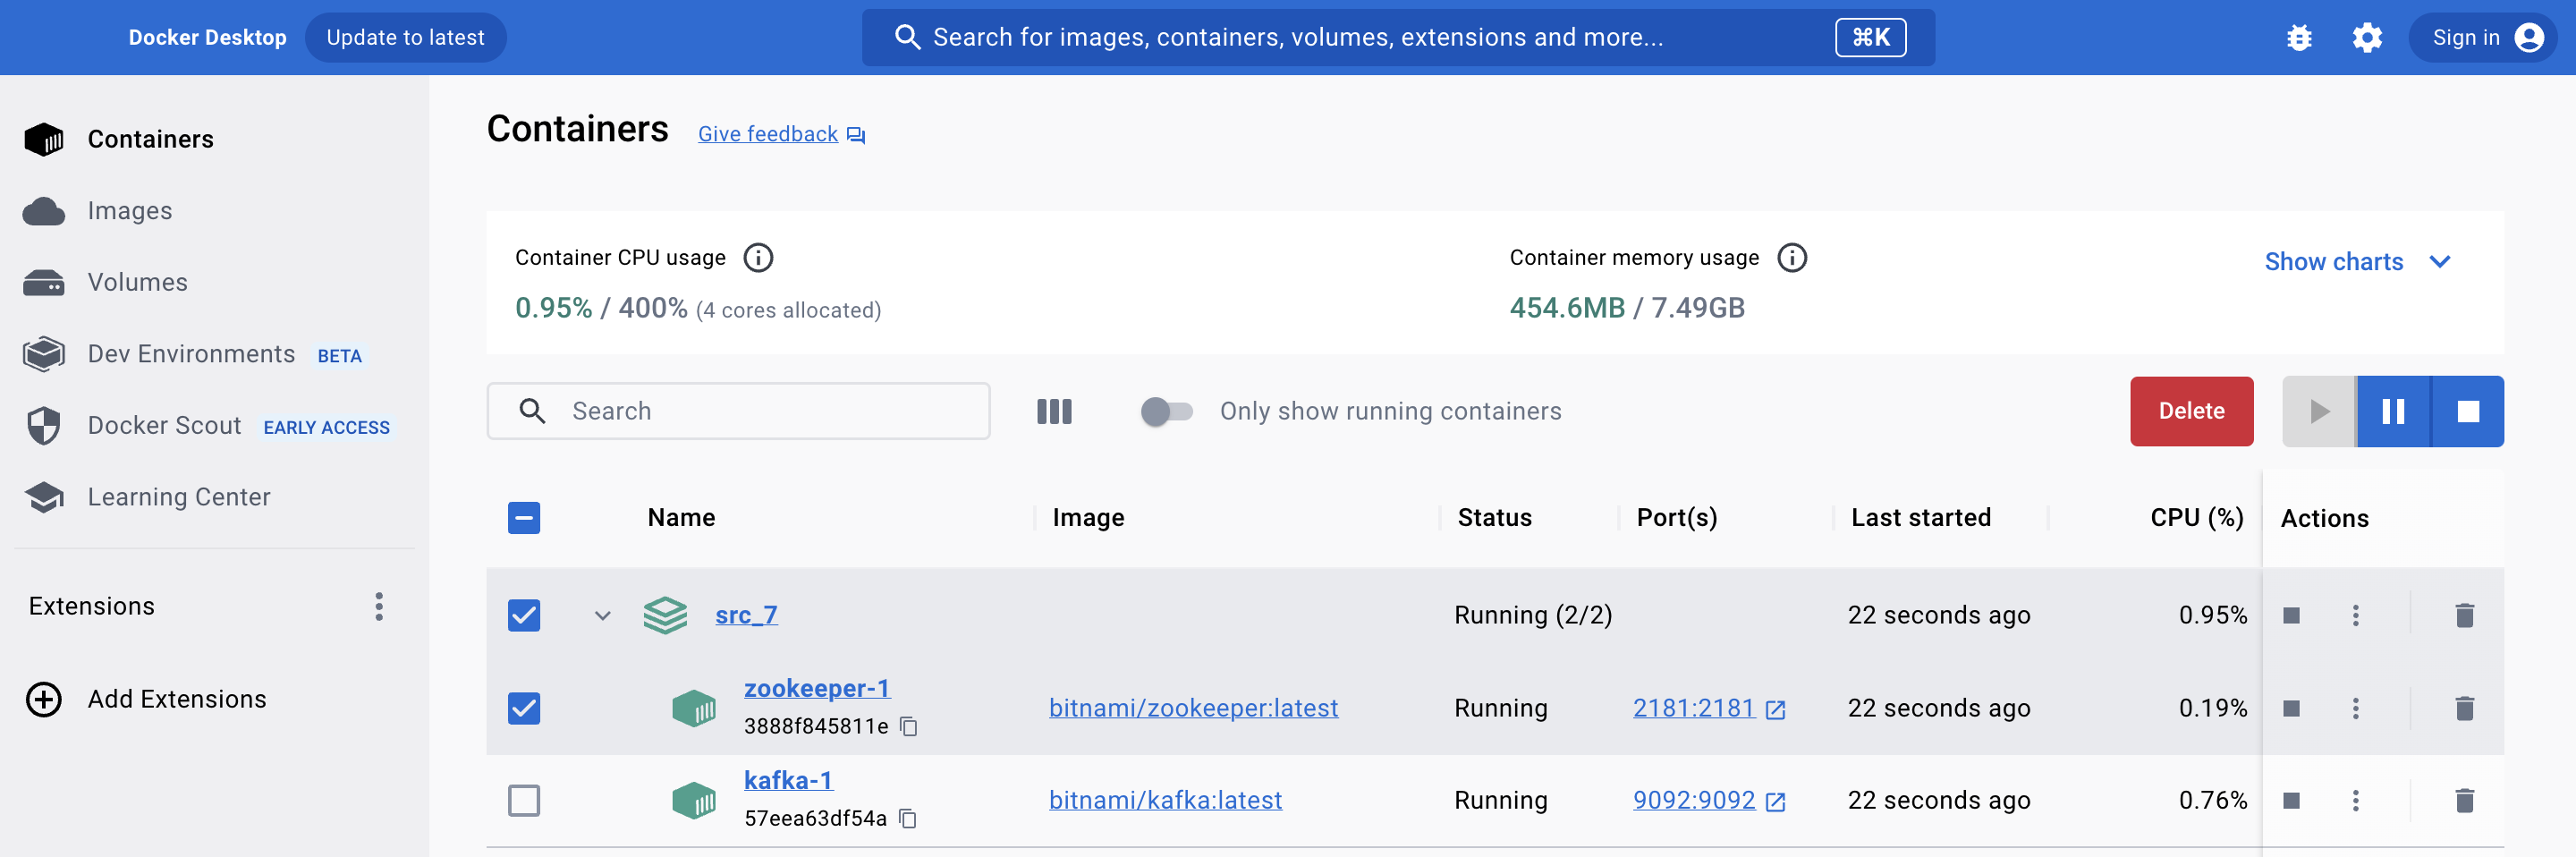 Docker Desktop Update to latest Search for images, containers, volumes, extensions and more... ⌘K Sign in
Containers
Images
Volumes
Dev Environments BETA
Docker Scout EARLY ACCESS
Learning Center
Extensions
Add Extensions
Containers Give feedback
Container CPU usage
0.95% / 400% (4 cores allocated)
Container memory usage
454.6MB / 7.49GB
Show charts
Search Only show running containers Delete
Name Image Status Port(s) Last started CPU (%) Actions
src_7 Running (2/2) 22 seconds ago 0.95%
zookeeper-1
3888f845811e
bitnami/zookeeper:latest Running 2181:2181 22 seconds ago 0.19%
kafka-1
57eea63df54a
bitnami/kafka:latest Running 9092:9092 22 seconds ago 0.76%